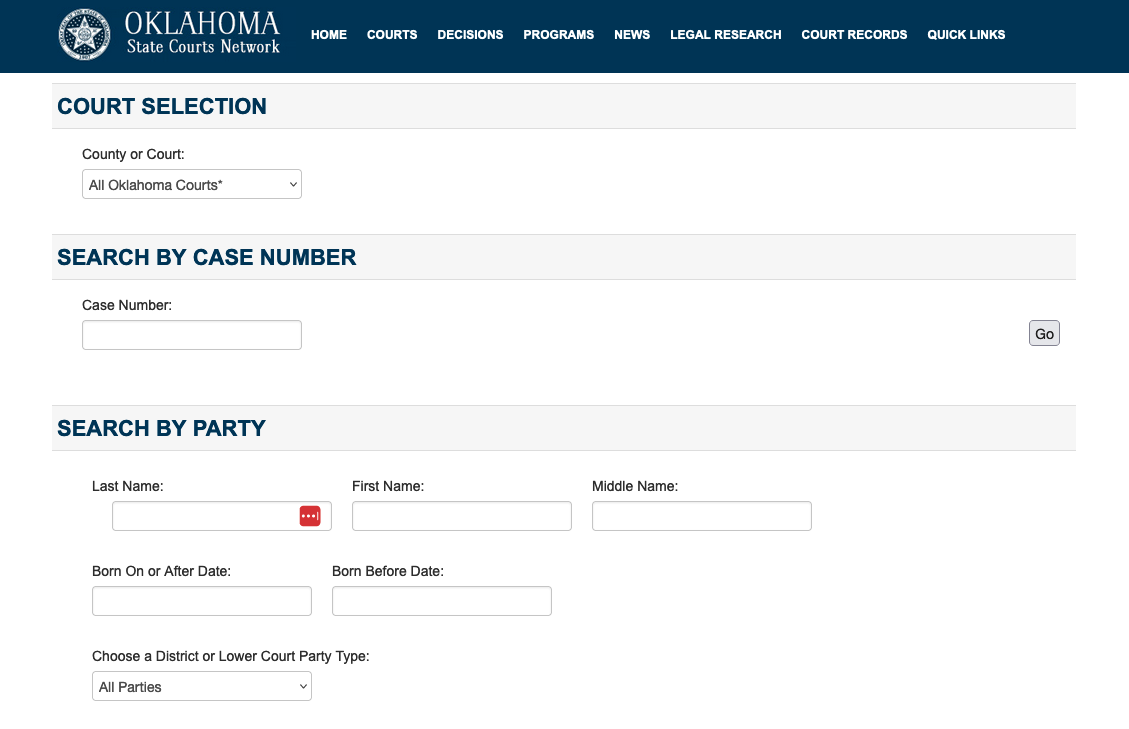 OKLAHOMA
State Courts Network
HOME COURTS DECISIONS PROGRAMS NEWS LEGAL RESEARCH COURT RECORDS QUICK LINKS
COURT SELECTION
County or Court:
All Oklahoma Courts*
SEARCH BY CASE NUMBER
Case Number:
Go
SEARCH BY PARTY
Last Name: First Name: Middle Name:
Born On or After Date: Born Before Date:
Choose a District or Lower Court Party Type:
All Parties